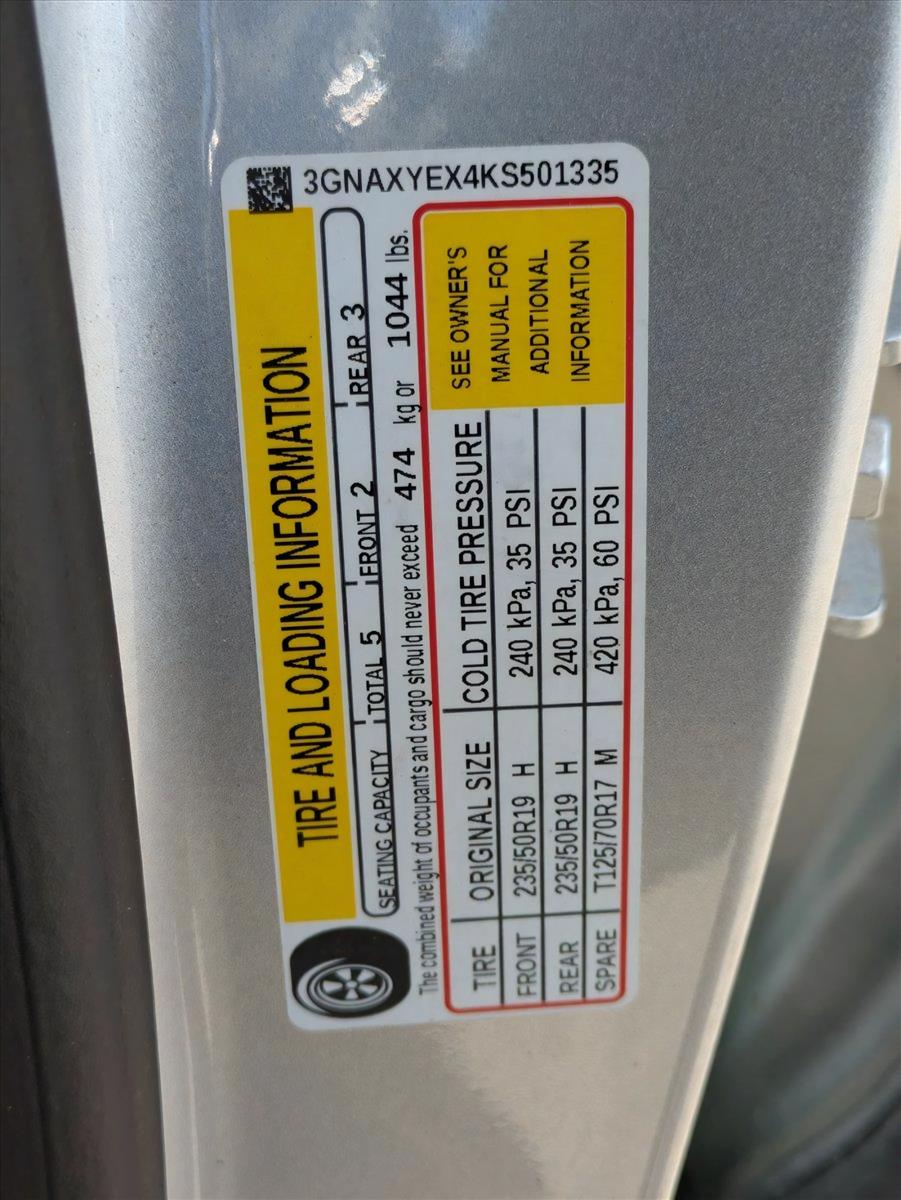 3GNAXYEX4KS501335
TIRE AND LOADING INFORMATION
SEATING CAPACITY TOTAL 5 FRONT 2 REAR 3
The combined weight of occupants and cargo should never exceed 474 kg or 1044 lbs.
TIRE ORIGINAL SIZE COLD TIRE PRESSURE
FRONT 235/50R19 H 240 kPa, 35 PSI
REAR 235/50R19 H 240 kPa, 35 PSI
SPARE T125/70R17 M 420 kPa, 60 PSI
SEE OWNER'S
MANUAL FOR
ADDITIONAL
INFORMATION